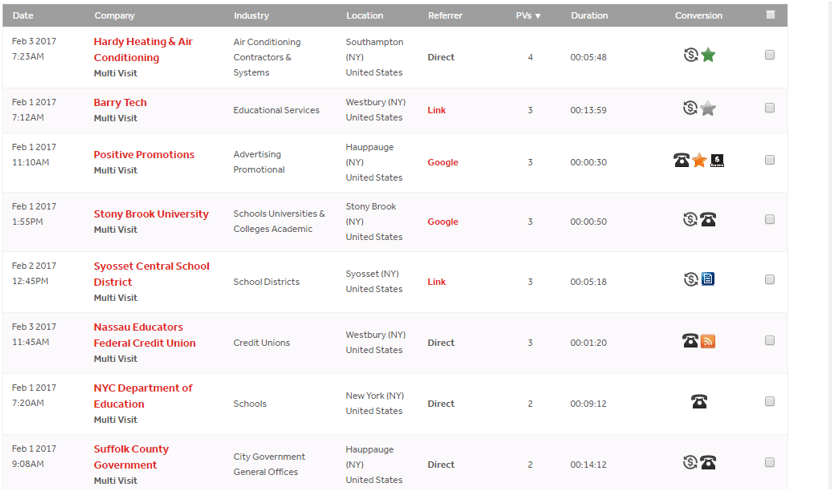 Date Company Industry Location Referrer PVs ▼ Duration Conversion
Feb 3 2017
7:23AM
Hardy Heating & Air
Conditioning
Multi Visit
Air Conditioning
Contractors &
Systems
Southampton
(NY)
United States
Direct
4
00:05:48
Feb 1 2017
7:12AM
Barry Tech
Multi Visit
Educational Services
Westbury (NY)
United States
Link
3
00:13:59
Feb 1 2017
11:10AM
Positive Promotions
Multi Visit
Advertising
Promotional
Hauppauge
(NY)
United States
Google
3
00:00:30
Feb 1 2017
1:55PM
Stony Brook University
Multi Visit
Schools Universities &
Colleges Academic
Stony Brook
(NY)
United States
Google
3
00:00:50
Feb 2 2017
12:45PM
Syosset Central School
District
Multi Visit
School Districts
Syosset (NY)
United States
Link
3
00:05:18
Feb 3 2017
11:45AM
Nassau Educators
Federal Credit Union
Multi Visit
Credit Unions
Westbury (NY)
United States
Direct
3
00:01:20
Feb 1 2017
7:20AM
NYC Department of
Education
Multi Visit
Schools
New York (NY)
United States
Direct
2
00:09:12
Feb 1 2017
9:08AM
Suffolk County
Government
Multi Visit
City Government
General Offices
Hauppauge
(NY)
United States
Direct
2
00:14:12